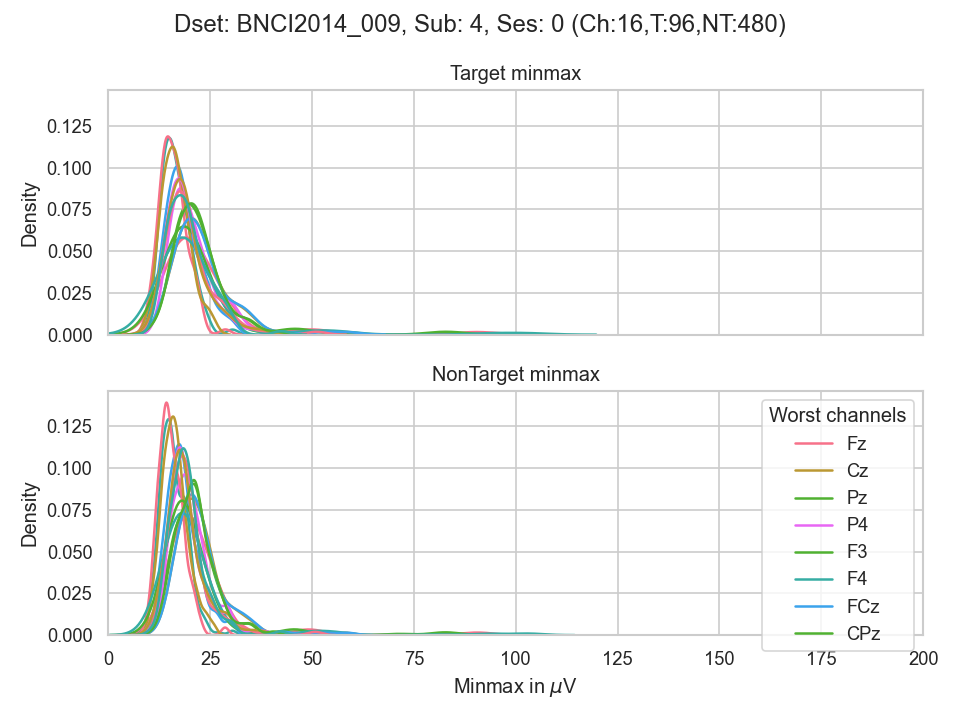 Dset: BNCI2014_009, Sub: 4, Ses: 0 (Ch:16,T:96,NT:480)
Target minmax
0.125
0.100
0.075
0.050
0.025
0.000
Density
NonTarget minmax
0.125
0.100
0.075
0.050
0.025
0.000
Density
Worst channels
Fz
Cz
Pz
P4
F3
F4
FCz
CPz
0 25 50 75 100 125 150 175 200
Minmax in μV